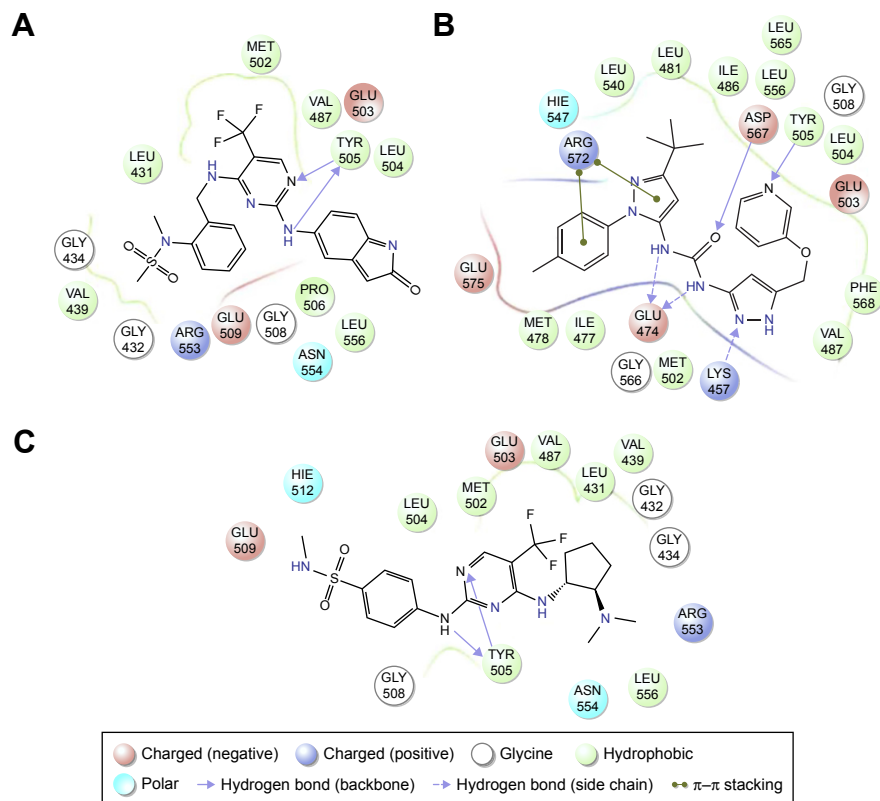 A
MET
502
VAL
487
GLU
503
F
F
F
TYR
505
LEU
504
LEU
431
HN
N
N
N
H
N
O
N
S
O
O
GLY
434
VAL
439
GLY
432
ARG
553
GLU
509
GLY
508
PRO
506
LEU
556
ASN
554
B
LEU
565
LEU
481
LEU
540
ILE
486
LEU
556
GLY
508
HIE
547
ASP
567
TYR
505
ARG
572
LEU
504
GLU
503
N
N
N
O
NH
NH
O
N
NH
GLU
575
MET
478
ILE
477
GLU
474
PHE
568
VAL
487
GLY
566
MET
502
LYS
457
C
GLU
503
VAL
487
VAL
439
HIE
512
LEU
504
MET
502
LEU
431
GLY
432
GLU
509
GLY
434
F
F
F
HN
S
O
O
N
N
N
H
N
H
N
ARG
553
TYR
505
GLY
508
ASN
554
LEU
556
Charged (negative)
Charged (positive)
Glycine
Hydrophobic
Polar
Hydrogen bond (backbone)
Hydrogen bond (side chain)
π–π stacking